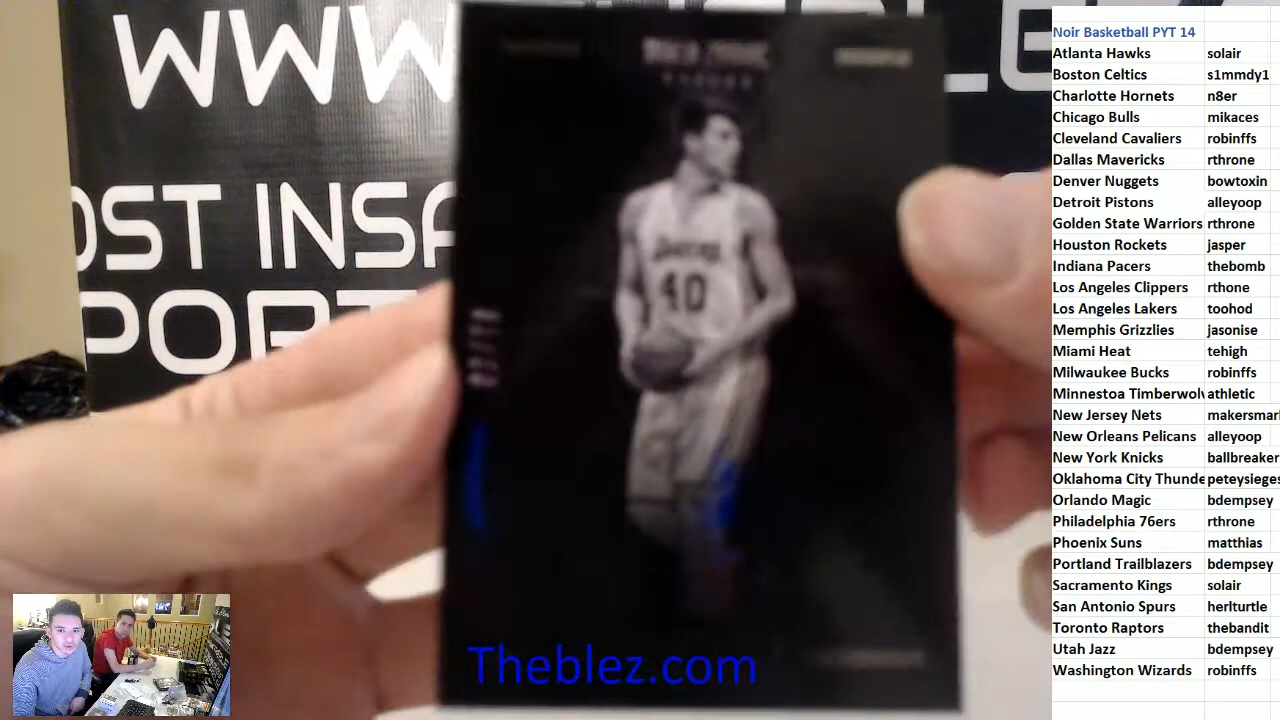 WWW
OST INSA
PORT
40
Theblez.com
Noir Basketball PYT 14
Atlanta Hawks solair
Boston Celtics s1mmdy1
Charlotte Hornets n8er
Chicago Bulls mikaces
Cleveland Cavaliers robinffs
Dallas Mavericks rthrone
Denver Nuggets bowtoxin
Detroit Pistons alleyoop
Golden State Warriors rthrone
Houston Rockets jasper
Indiana Pacers thebomb
Los Angeles Clippers rthone
Los Angeles Lakers toohod
Memphis Grizzlies jasonise
Miami Heat tehigh
Milwaukee Bucks robinffs
Minnestoa Timberwolv athletic
New Jersey Nets makersmar
New Orleans Pelicans alleyoop
New York Knicks ballbreaker
Oklahoma City Thunde peteysieges
Orlando Magic bdempsey
Philadelphia 76ers rthrone
Phoenix Suns matthias
Portland Trailblazers bdempsey
Sacramento Kings solair
San Antonio Spurs herlturtle
Toronto Raptors thebandit
Utah Jazz bdempsey
Washington Wizards robinffs